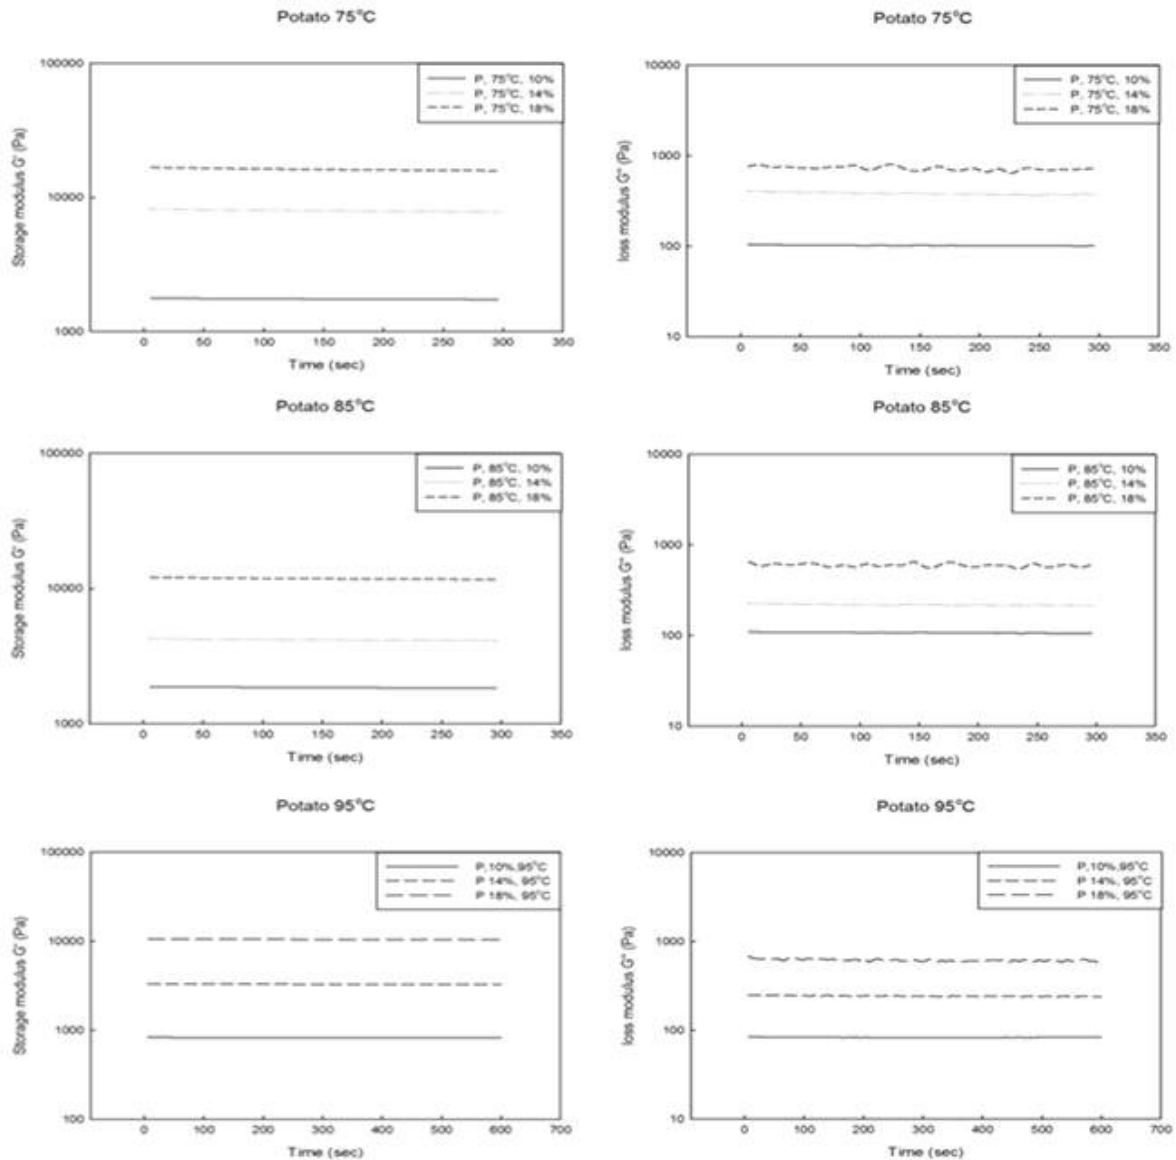 Potato 75°C
Storage modulus G' (Pa)
100000
10000
1000
P, 75°C, 10%
P, 75°C, 14%
P, 75°C, 18%
0 50 100 150 200 250 300 350
Time (sec)
Potato 75°C
loss modulus G" (Pa)
10000
1000
100
10
P, 75°C, 10%
P, 75°C, 14%
P, 75°C, 18%
0 50 100 150 200 250 300 350
Time (sec)
Potato 85°C
Storage modulus G' (Pa)
100000
10000
1000
P, 85°C, 10%
P, 85°C, 14%
P, 85°C, 18%
0 50 100 150 200 250 300 350
Time (sec)
Potato 85°C
loss modulus G" (Pa)
10000
1000
100
10
P, 85°C, 10%
P, 85°C, 14%
P, 85°C, 18%
0 50 100 150 200 250 300 350
Time (sec)
Potato 95°C
Storage modulus G' (Pa)
100000
10000
1000
100
P,10%,95°C
P 14%, 95°C
P 18%, 95°C
0 100 200 300 400 500 600 700
Time (sec)
Potato 95°C
loss modulus G" (Pa)
10000
1000
100
10
P,10%,95°C
P 14%, 95°C
P 18%, 95°C
0 100 200 300 400 500 600 700
Time (sec)